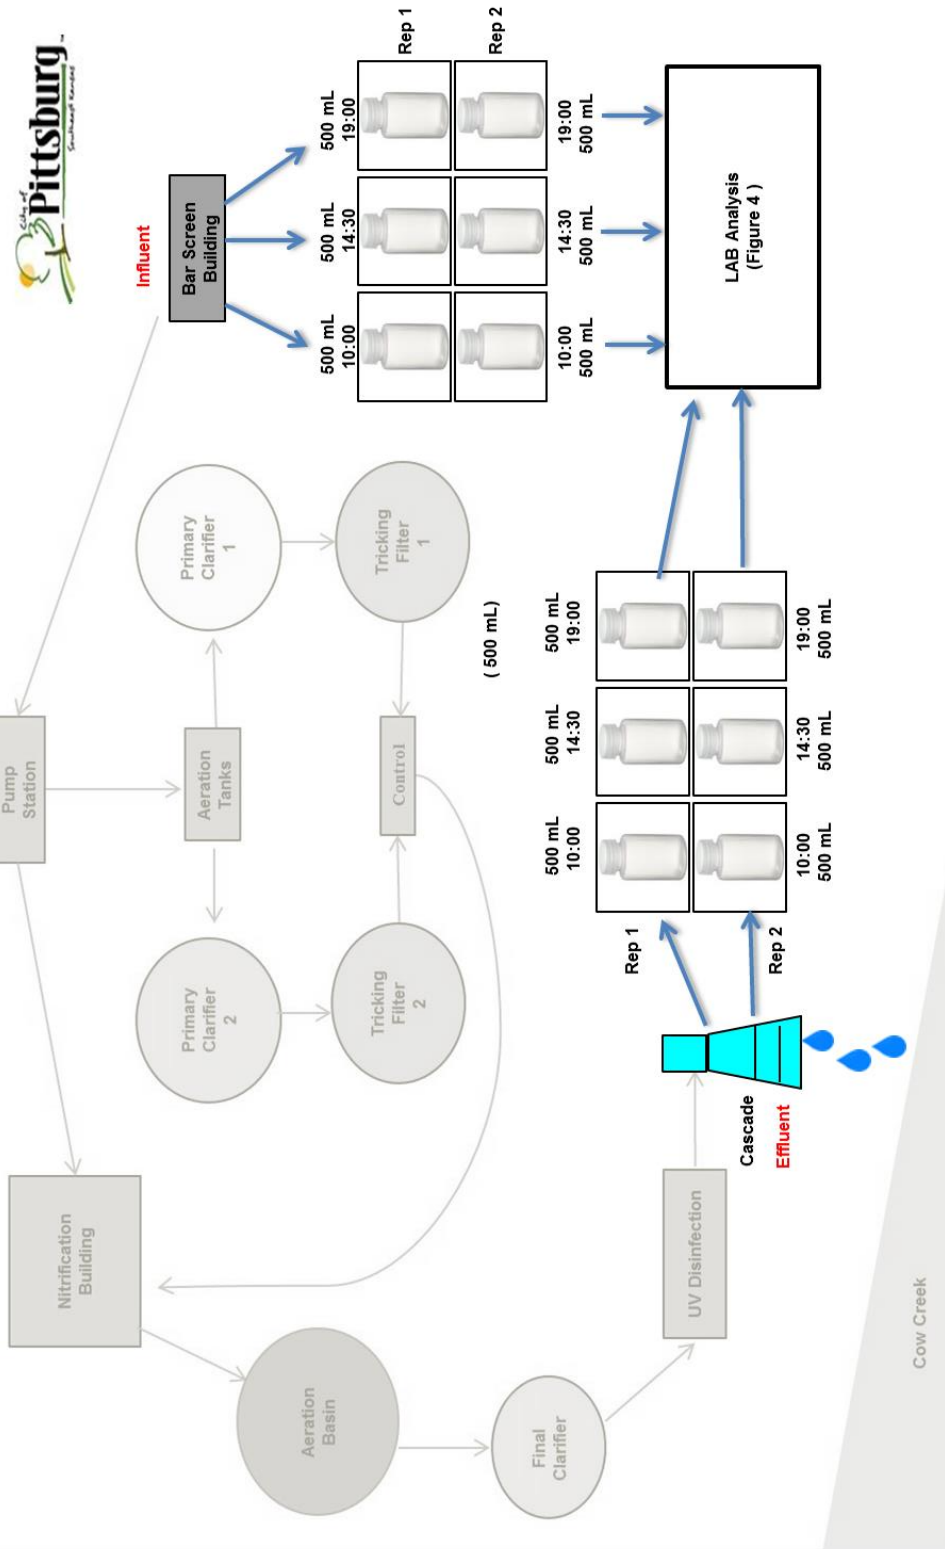 City of
Pittsburg
Southeast Kansas
Influent
Bar Screen
Building
Rep 1
Rep 2
500 mL
10:00
500 mL
14:30
500 mL
19:00
10:00
500 mL
14:30
500 mL
19:00
500 mL
LAB Analysis
(Figure 4 )
Pump
Station
Aeration
Tanks
Primary
Clarifier
1
Tricking
Filter
1
Primary
Clarifier
2
Tricking
Filter
2
Control
( 500 mL)
Nitrification
Building
Aeration
Basin
Final
Clarifier
UV Disinfection
Cascade
Effluent
Rep 1
Rep 2
500 mL
10:00
500 mL
14:30
500 mL
19:00
10:00
500 mL
14:30
500 mL
19:00
500 mL
Cow Creek